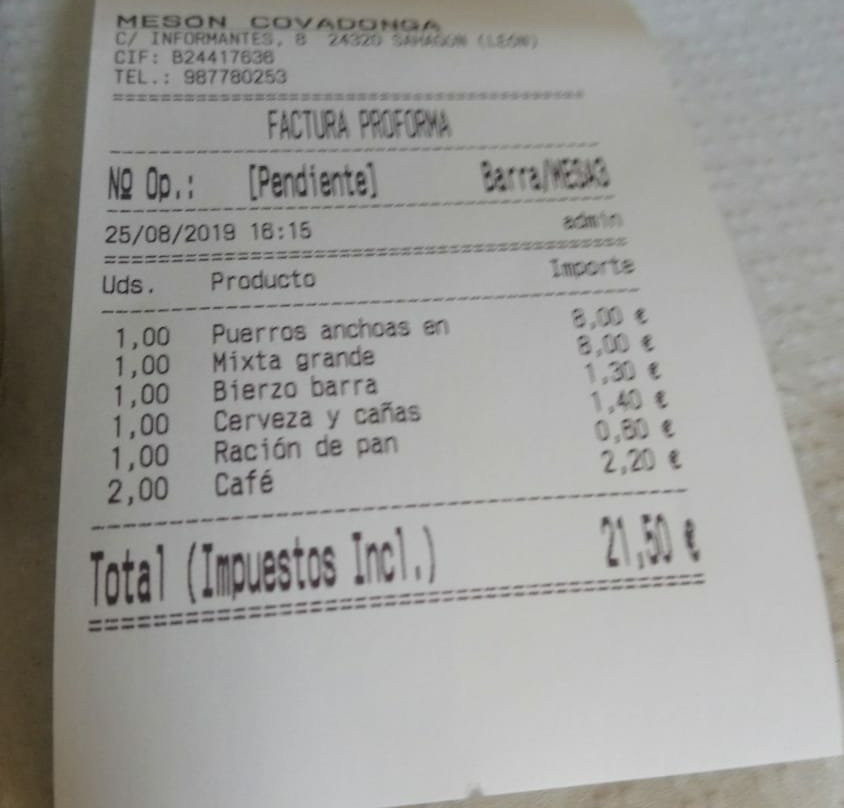 MESON COVADONGA
C/ INFORMANTES, 8 24320 SAHAGUN (LEON)
CIF: B24417636
TEL.: 987780253
FACTURA PROFORMA
Nº Op.: [Pendiente] Barra/MESA3
25/08/2019 16:15 admin
Uds. Producto Importe
1,00 Puerros anchoas en 8,00 €
1,00 Mixta grande 8,00 €
1,00 Bierzo barra 1,30 €
1,00 Cerveza y cañas 1,40 €
1,00 Ración de pan 0,60 €
2,00 Café 2,20 €
Total (Impuestos Incl.) 21,50 €